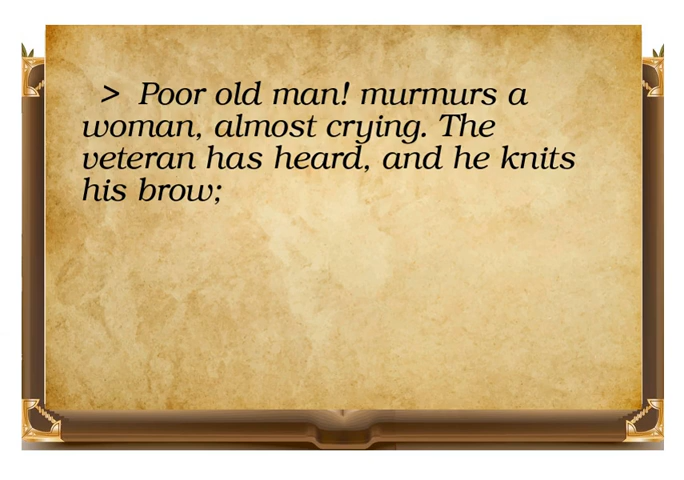 > Poor old man! murmurs a
woman, almost crying. The
veteran has heard, and he knits
his brow;